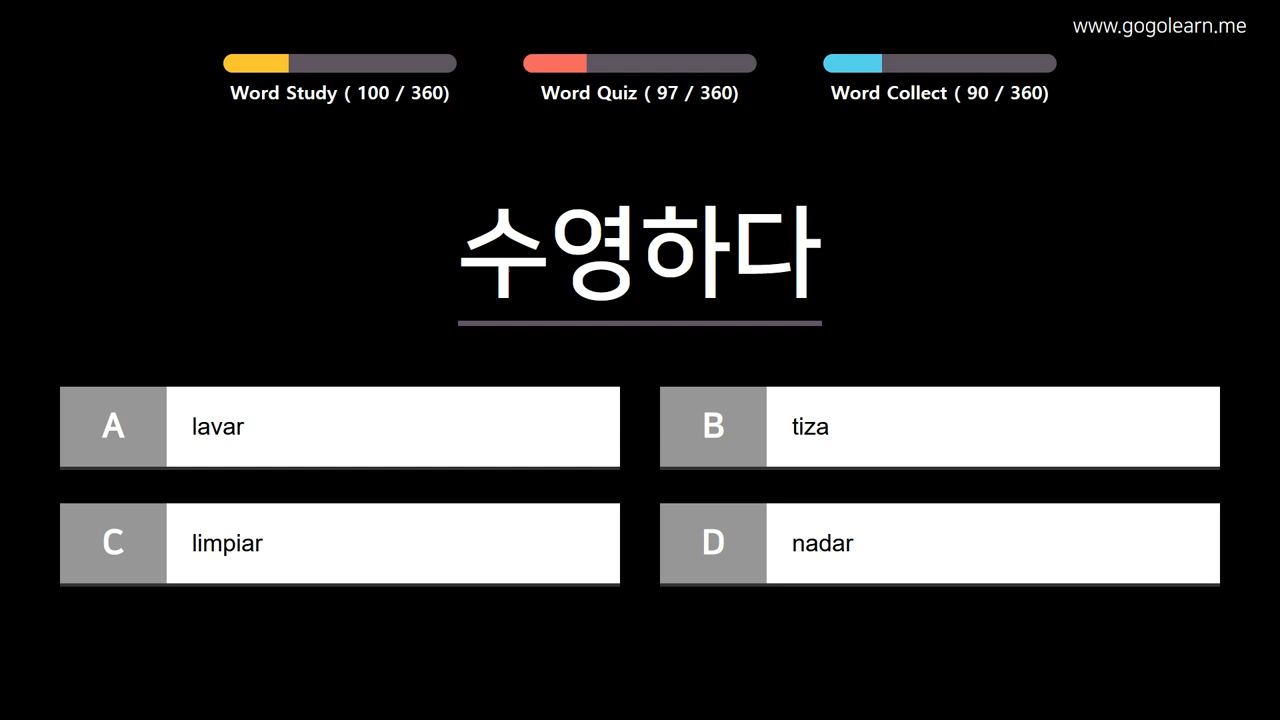 www.gogolearn.me
Word Study ( 100 / 360)
Word Quiz ( 97 / 360)
Word Collect ( 90 / 360)
수영하다
A lavar
B tiza
C limpiar
D nadar